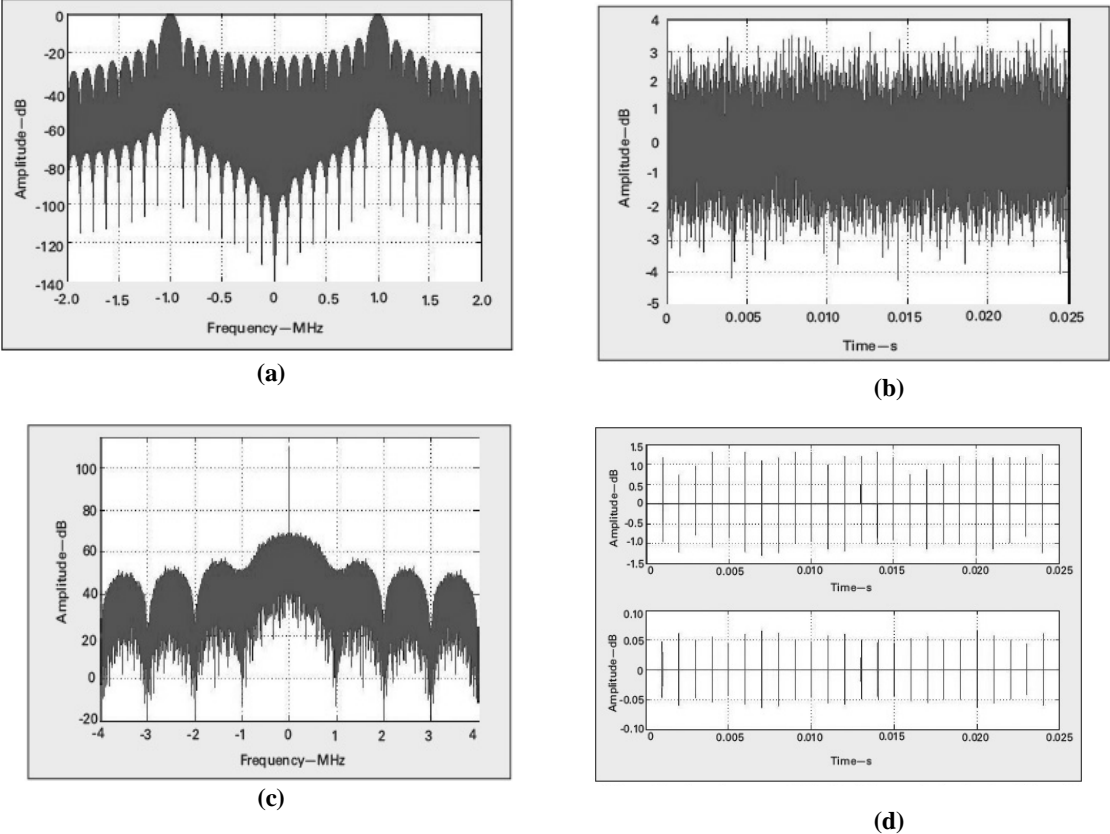 0
-20
-40
-60
-80
-100
-120
-140
Amplitude—dB
-2.0 -1.5 -1.0 -0.5 0 0.5 1.0 1.5 2.0
Frequency—MHz
(a)
4
3
2
1
0
-1
-2
-3
-4
-5
Amplitude—dB
0 0.005 0.010 0.015 0.020 0.025
Time—s
(b)
100
80
60
40
20
0
-20
Amplitude—dB
-4 -3 -2 -1 0 1 2 3 4
Frequency—MHz
(c)
1.5
1.0
0.5
0
-0.5
-1.0
-1.5
Amplitude—dB
0 0.005 0.010 0.015 0.020 0.025
Time—s
0.10
0.05
0
-0.05
-0.10
Amplitude—dB
0 0.005 0.010 0.015 0.020 0.025
Time—s
(d)